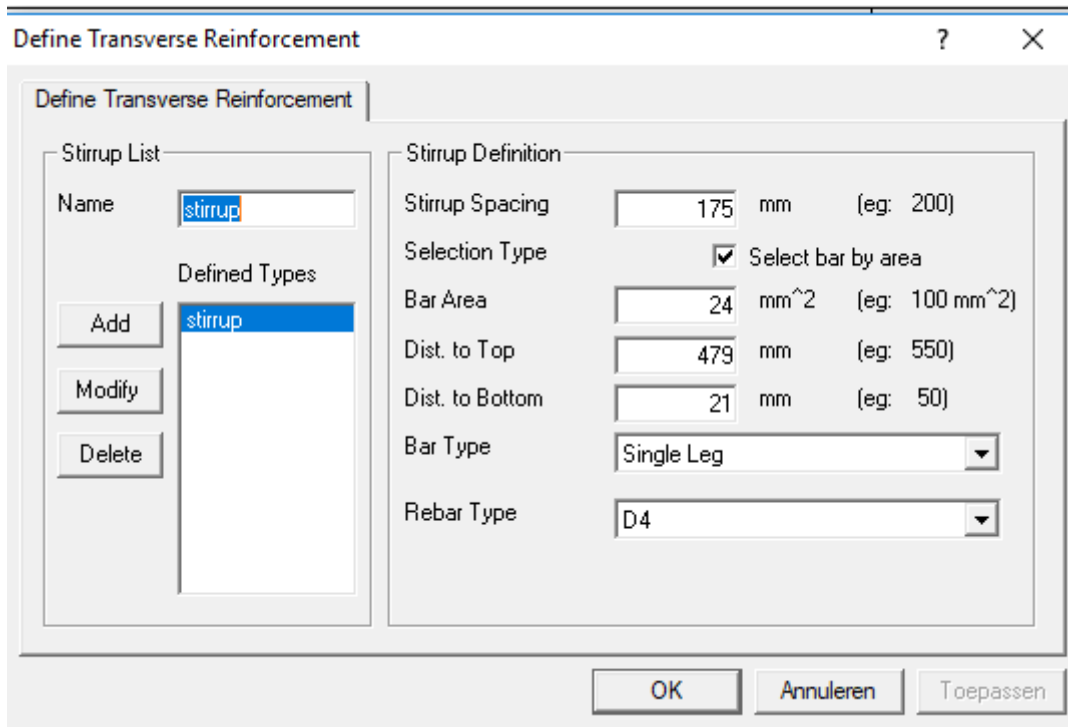 Define Transverse Reinforcement ?
Define Transverse Reinforcement
Stirrup List
Name stirrup
Defined Types
stirrup
Add
Modify
Delete
Stirrup Definition
Stirrup Spacing 175 mm (eg: 200)
Selection Type Select bar by area
Bar Area 24 mm^2 (eg: 100 mm^2)
Dist. to Top 479 mm (eg: 550)
Dist. to Bottom 21 mm (eg: 50)
Bar Type Single Leg
Rebar Type D4
OK Annuleren Toepassen